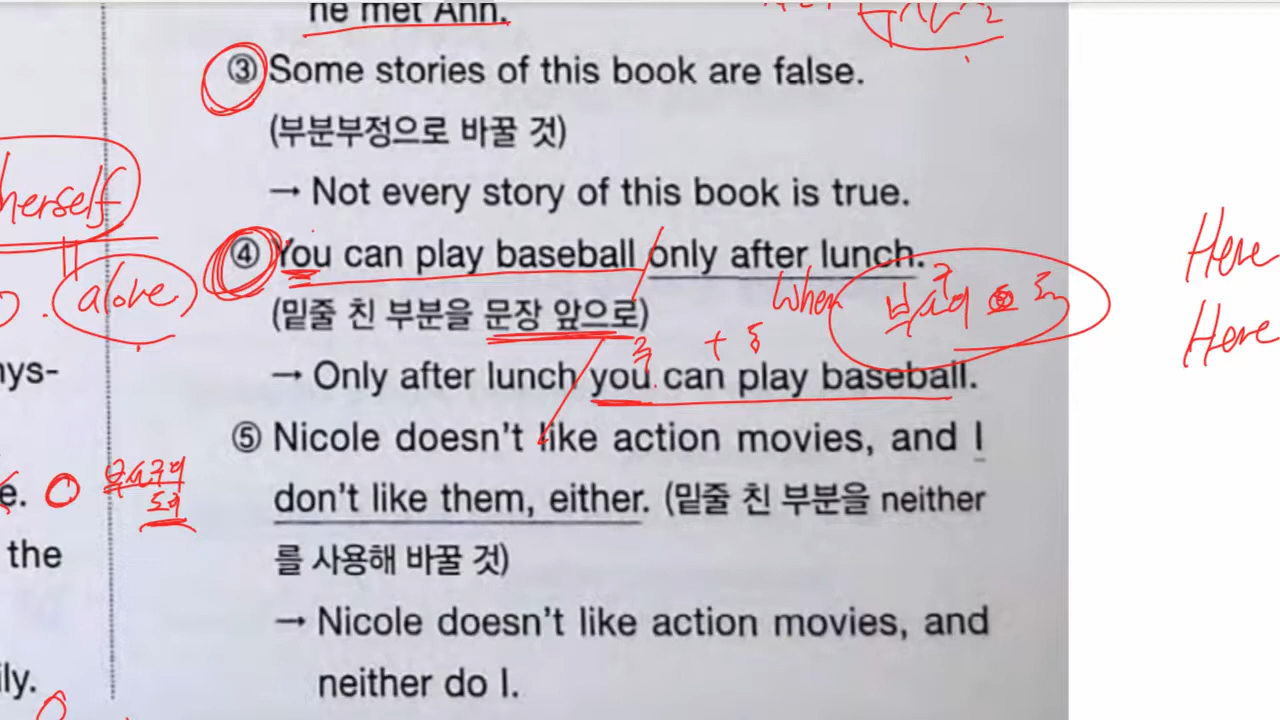 he met Ann.
③ Some stories of this book are false.
(부분부정으로 바꿀 것)
→ Not every story of this book is true.
herself
④ You can play baseball only after lunch.
alone
Here
(밑줄 친 부분을 문장 앞으로)
when
Here
주 + 동
→ Only after lunch you can play baseball.
nys-
⑤ Nicole doesn't like action movies, and I
e.
don't like them, either. (밑줄 친 부분을 neither
the
를 사용해 바꿀 것)
→ Nicole doesn't like action movies, and
ily.
neither do I.